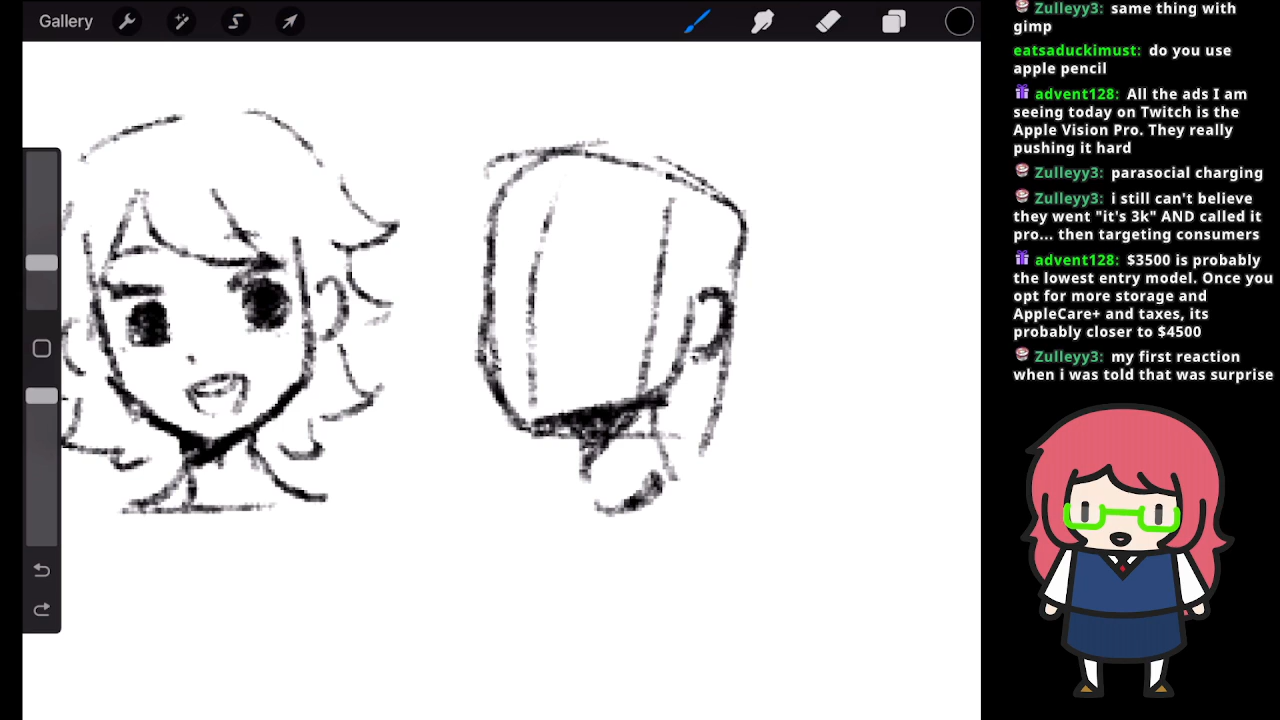 Gallery
Zulleyy3: same thing with
gimp
eatsaduckimust: do you use
apple pencil
advent128: All the ads I am
seeing today on Twitch is the
Apple Vision Pro. They really
pushing it hard
Zulleyy3: parasocial charging
Zulleyy3: i still can't believe
they went "it's 3k" AND called it
pro... then targeting consumers
advent128: $3500 is probably
the lowest entry model. Once you
opt for more storage and
AppleCare+ and taxes, its
probably closer to $4500
Zulleyy3: my first reaction
when i was told that was surprise